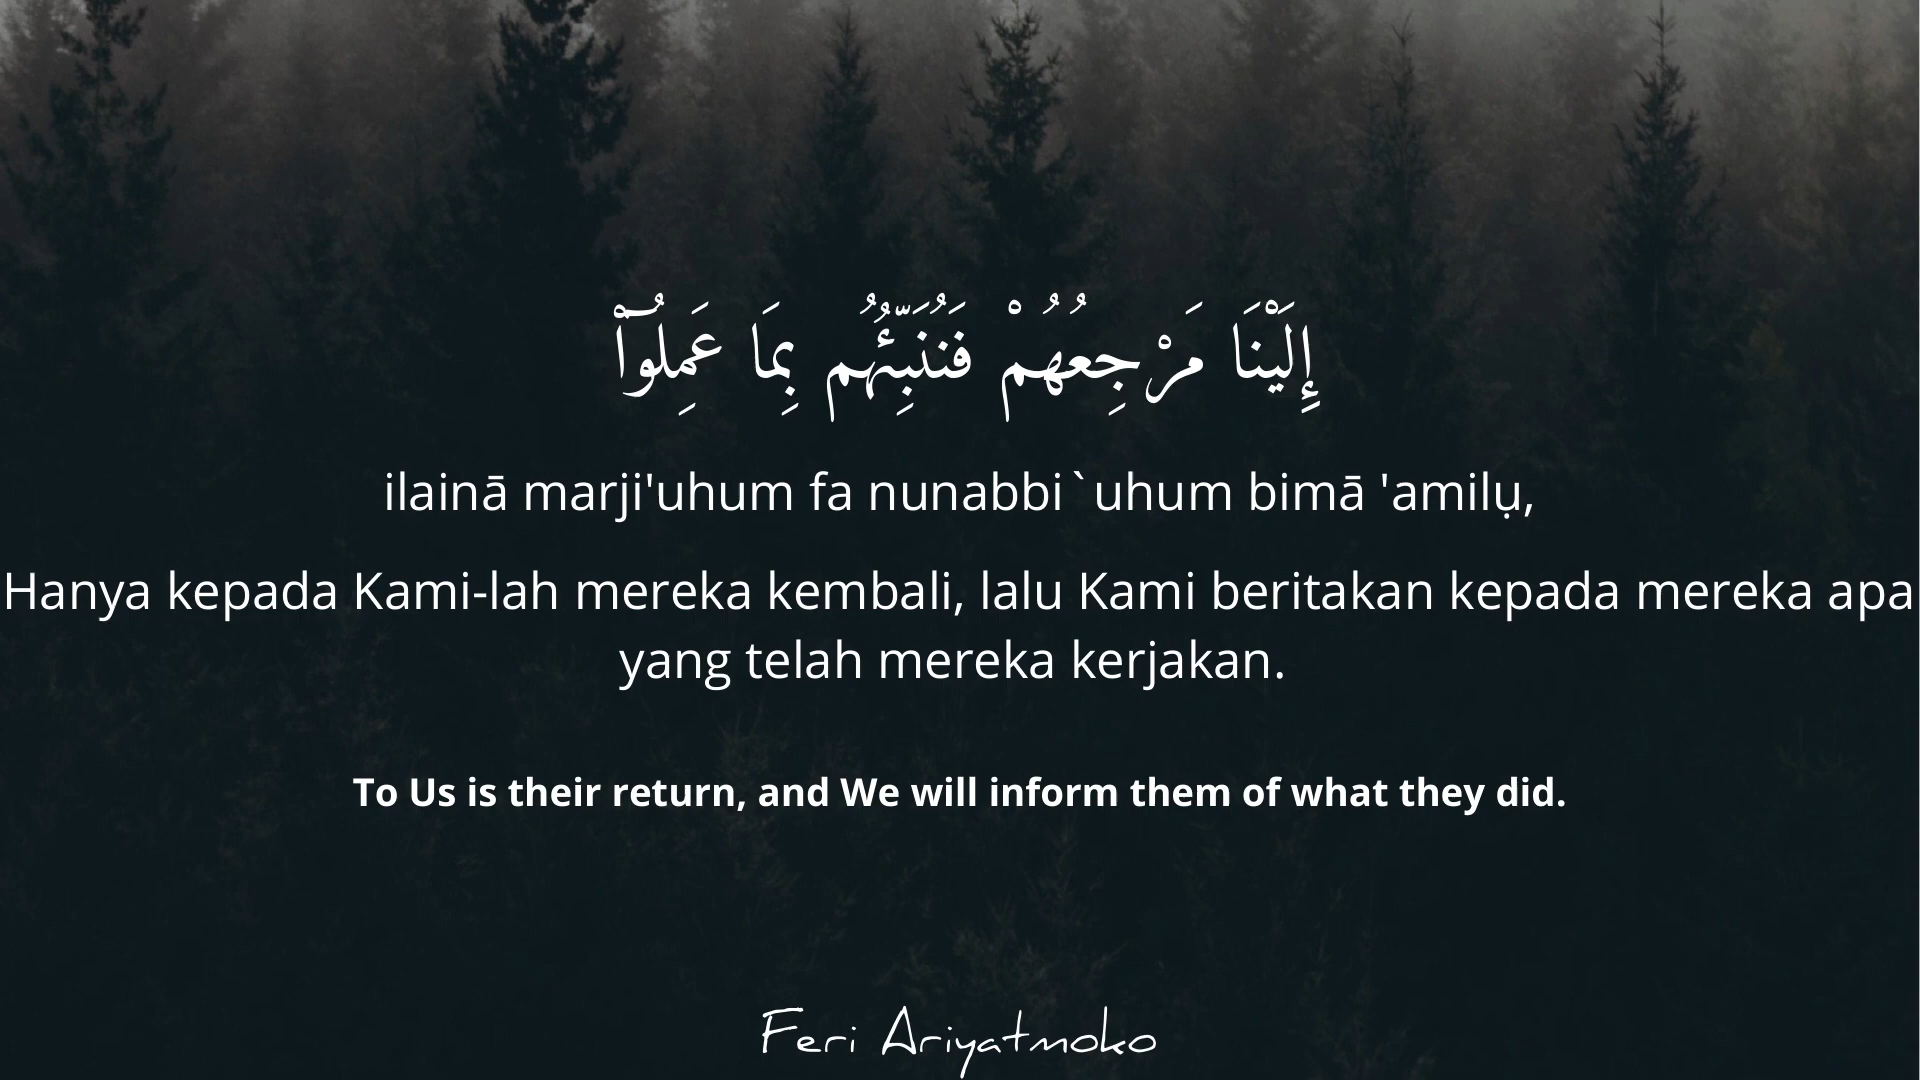 إِلَيْنَا مَرْجِعُهُمْ فَنُنَبِّئُهُم بِمَا عَمِلُوٓا۟
ilainā marji'uhum fa nunabbi`uhum bimā 'amilụ,
Hanya kepada Kami-lah mereka kembali, lalu Kami beritakan kepada mereka apa
yang telah mereka kerjakan.
To Us is their return, and We will inform them of what they did.
Feri Ariyatmoko